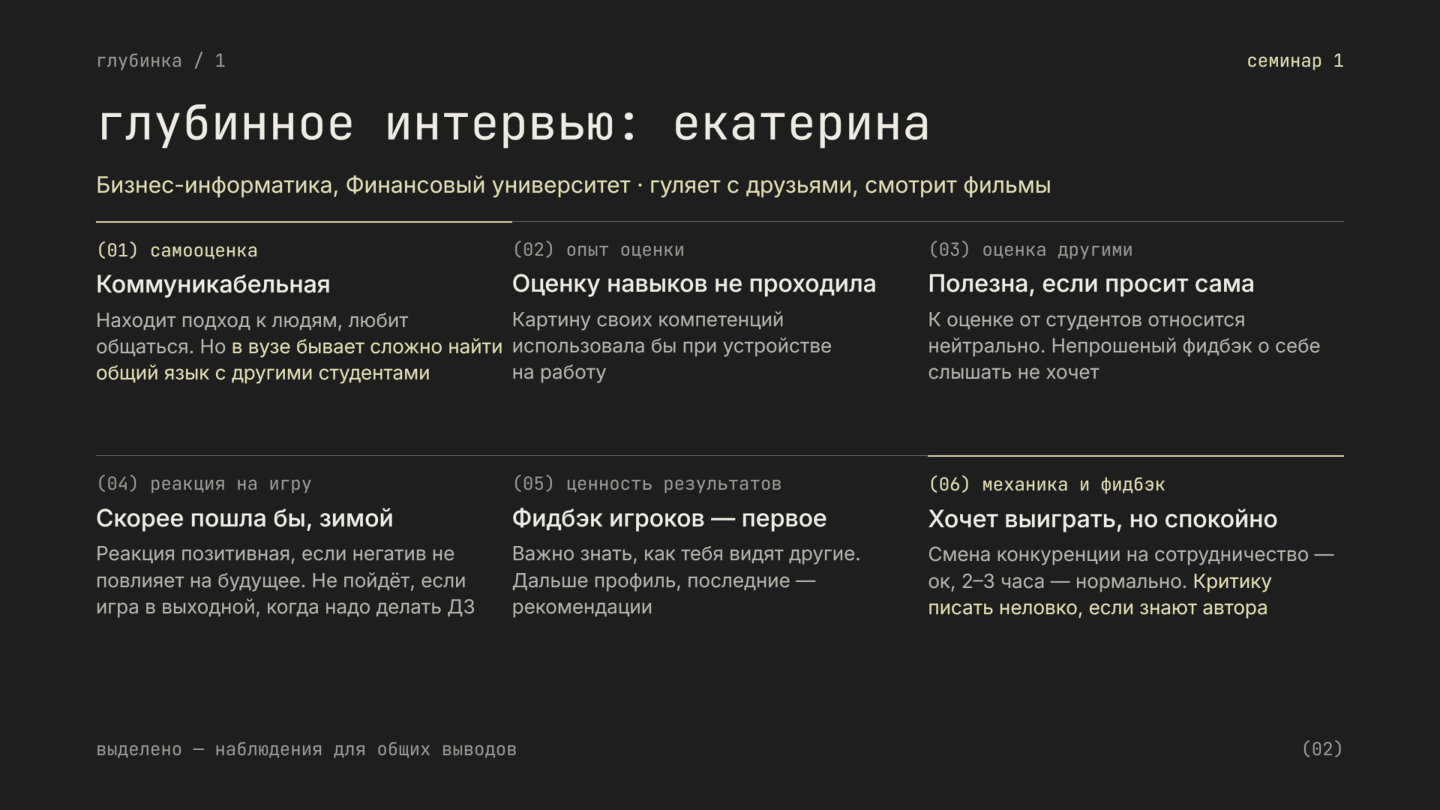 глубинка / 1
семинар 1
глубинное интервью: екатерина
Бизнес-информатика, Финансовый университет · гуляет с друзьями, смотрит фильмы
(01) самооценка
Коммуникабельная
Находит подход к людям, любит
общаться. Но в вузе бывает сложно найти
общий язык с другими студентами
(02) опыт оценки
Оценку навыков не проходила
Картину своих компетенций
использовала бы при устройстве
на работу
(03) оценка другими
Полезна, если просит сама
К оценке от студентов относится
нейтрально. Непрошеный фидбэк о себе
слышать не хочет
(04) реакция на игру
Скорее пошла бы, зимой
Реакция позитивная, если негатив не
повлияет на будущее. Не пойдёт, если
игра в выходной, когда надо делать ДЗ
(05) ценность результатов
Фидбэк игроков — первое
Важно знать, как тебя видят другие.
Дальше профиль, последние —
рекомендации
(06) механика и фидбэк
Хочет выиграть, но спокойно
Смена конкуренции на сотрудничество —
ок, 2–3 часа — нормально. Критику
писать неловко, если знают автора
выделено — наблюдения для общих выводов
(02)